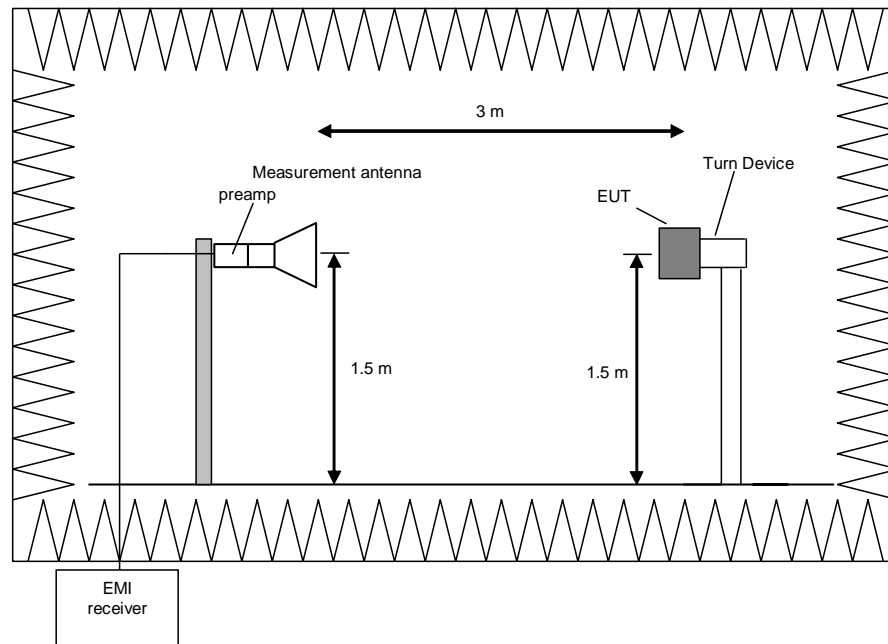 3 m
Measurement antenna
preamp
Turn Device
EUT
1.5 m
1.5 m
EMI
receiver